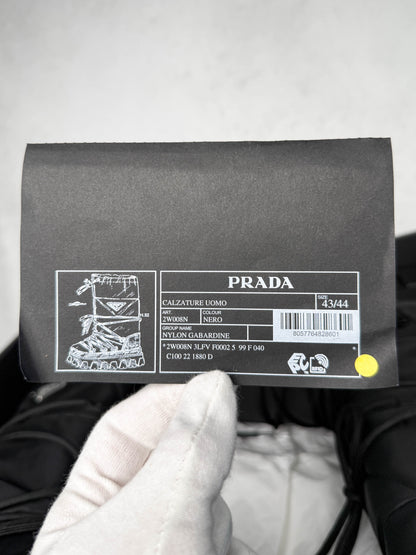 PRADA
CALZATURE UOMO
SIZE
43/44
ART.
COLOUR
2W008N
NERO
GROUP NAME
NYLON GABARDINE
8057764828601
*2W008N 3LFV F0002 5 99 F 040 *
C100 22 1880 D
H.52